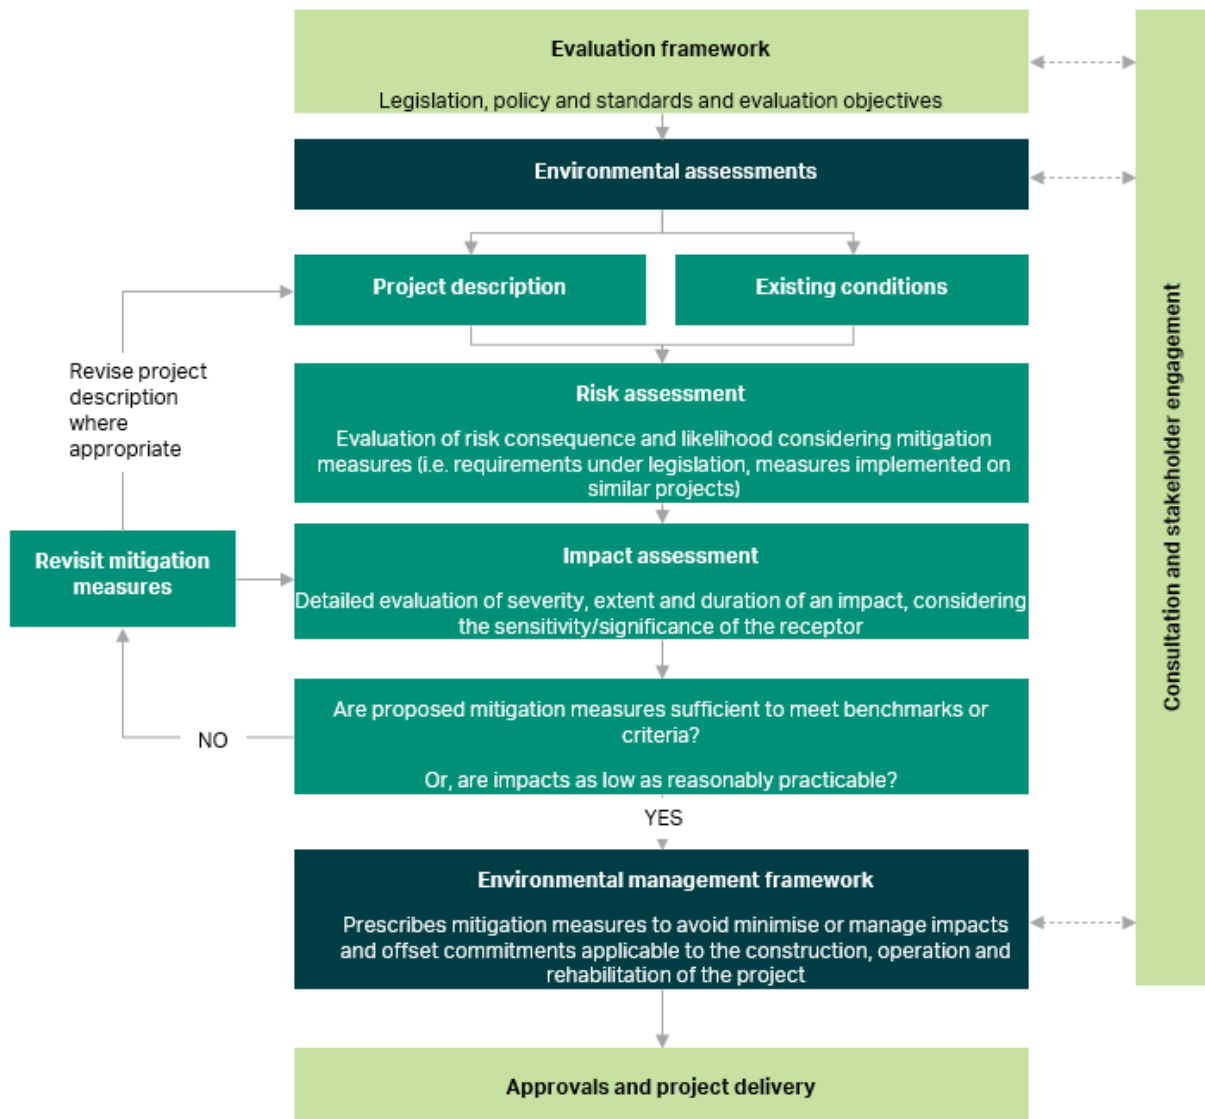 Evaluation framework
Legislation, policy and standards and evaluation objectives
Environmental assessments
Project description
Existing conditions
Revise project
description
where
appropriate
Risk assessment
Evaluation of risk consequence and likelihood considering mitigation
measures (i.e. requirements under legislation, measures implemented on
similar projects)
Revisit mitigation
measures
Impact assessment
Detailed evaluation of severity, extent and duration of an impact, considering
the sensitivity/significance of the receptor
Are proposed mitigation measures sufficient to meet benchmarks or
criteria?
Or, are impacts as low as reasonably practicable?
NO
YES
Environmental management framework
Prescribes mitigation measures to avoid minimise or manage impacts
and offset commitments applicable to the construction, operation and
rehabilitation of the project
Approvals and project delivery
Consultation and stakeholder engagement